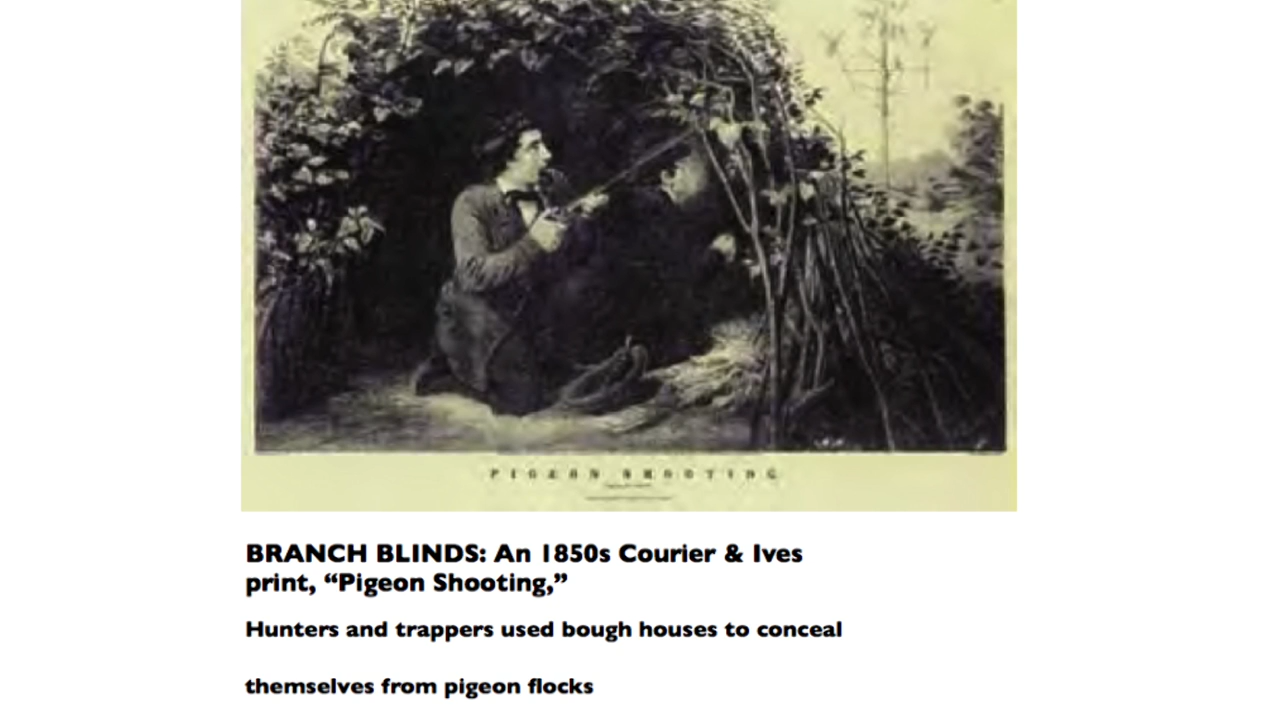 PIGEON SHOOTING
BRANCH BLINDS: An 1850s Courier & Ives
print, “Pigeon Shooting,”
Hunters and trappers used bough houses to conceal
themselves from pigeon flocks